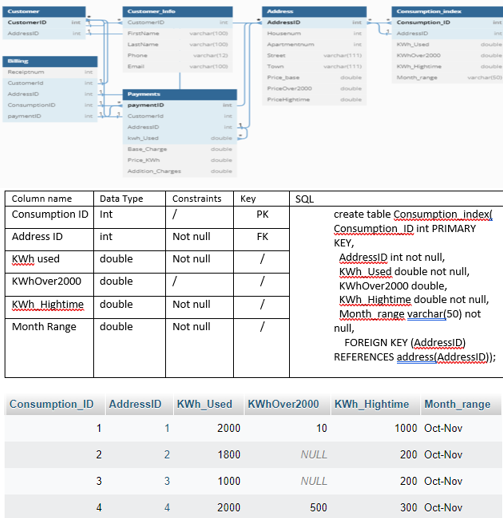 Customer
CustomerID int
AddressID int
Customer_Info
CustomerID int
FirstName varchar(100)
LastName varchar(100)
Phone varchar(12)
Email varchar(100)
Address
AddressID int
Housenum int
Apartmentnum int
Street varchar(111)
Town varchar(111)
Price_base double
PriceOver2000 double
PriceHightime double
Consumption_index
Consumption_ID int
AddressID int
KWh_Used double
KWhOver2000 double
KWh_Hightime double
Month_range varchar(50)
Billing
Receiptnum int
CustomerId int
AddressID int
ConsumptionID int
paymentID int
Payments
paymentID int
CustomerId int
AddressID int
kwh_Used double
Base_Charge double
Price_KWh double
Addition_Charges double
Column name Data Type Constraints Key SQL
Consumption ID Int / PK
Address ID int Not null FK
KWh used double Not null /
KWhOver2000 double / /
KWh_Hightime double Not null /
Month Range double Not null /
create table Consumption_index(
Consumption_ID int PRIMARY
KEY,
AddressID int not null,
KWh_Used double not null,
KWhOver2000 double,
KWh_Hightime double not null,
Month_range varchar(50) not
null,
FOREIGN KEY (AddressID)
REFERENCES address(AddressID));
Consumption_ID AddressID KWh_Used KWhOver2000 KWh_Hightime Month_range
1 1 2000 10 1000 Oct-Nov
2 2 1800 NULL 200 Oct-Nov
3 3 1000 NULL 200 Oct-Nov
4 4 2000 500 300 Oct-Nov